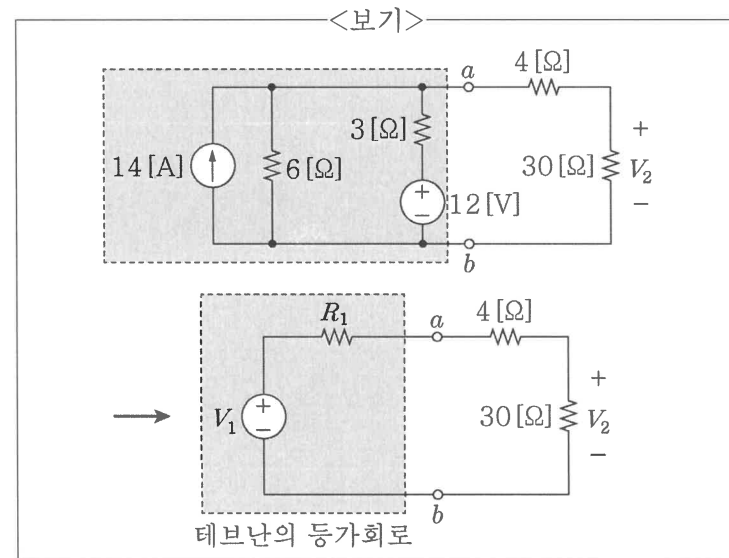 <보기>
a
4[Ω]
3[Ω]
14[A]
6[Ω]
30[Ω]
+
V₂
−
+
−
12[V]
b
R₁
a
4[Ω]
V₁
+
−
30[Ω]
+
V₂
−
b
테브난의 등가회로